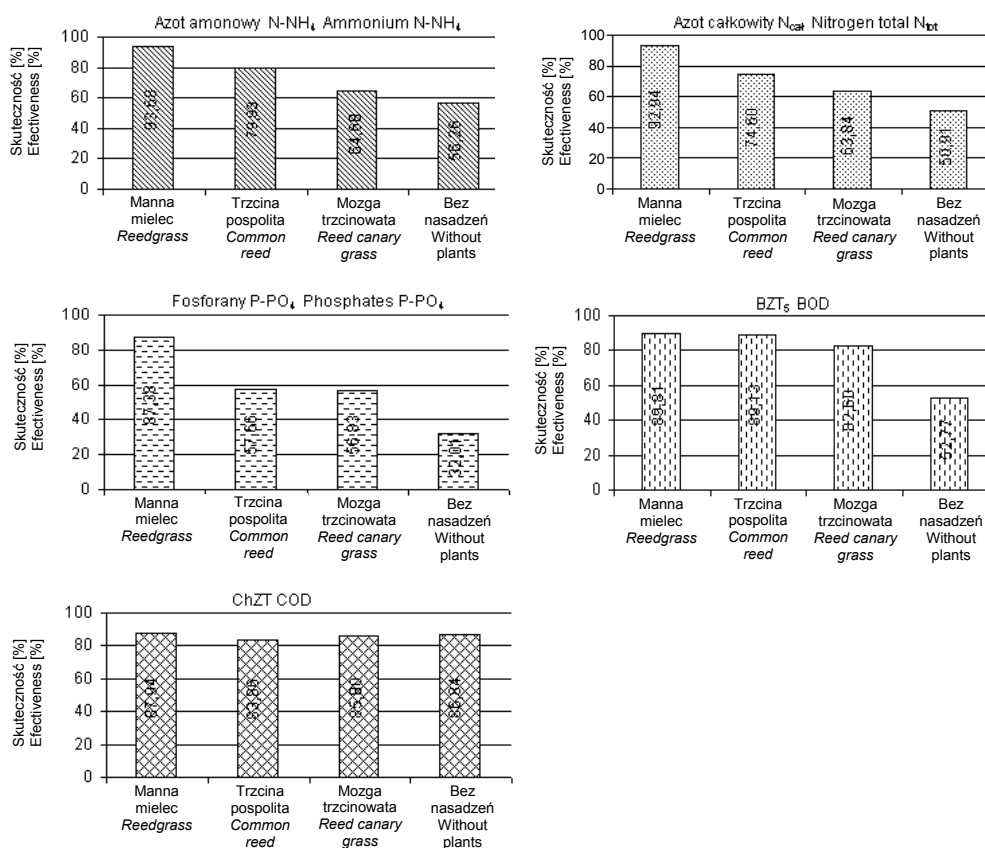 Azot amonowy N-NH₄ Ammonium N-NH₄
Skuteczność [%]
Efectiveness [%]
100
80
60
40
20
0
93,68
79,93
64,68
56,26
Manna
mielec
Reedgrass
Trzcina
pospolita
Common
reed
Mozga
trzcinowata
Reed canary
grass
Bez
nasadzeń
Without
plants
Azot całkowity N_cał Nitrogen total N_tot
Skuteczność [%]
Efectiveness [%]
100
80
60
40
20
0
92,94
74,60
63,84
50,91
Manna
mielec
Reedgrass
Trzcina
pospolita
Common
reed
Mozga
trzcinowata
Reed canary
grass
Bez
nasadzeń
Without
plants
Fosforany P-PO₄ Phosphates P-PO₄
Skuteczność [%]
Efectiveness [%]
100
80
60
40
20
0
87,33
57,66
56,93
32,01
Manna
mielec
Reedgrass
Trzcina
pospolita
Common
reed
Mozga
trzcinowata
Reed canary
grass
Bez
nasadzeń
Without
plants
BZT₅ BOD
Skuteczność [%]
Efectiveness [%]
100
80
60
40
20
0
89,81
89,13
82,60
52,77
Manna
mielec
Reedgrass
Trzcina
pospolita
Common
reed
Mozga
trzcinowata
Reed canary
grass
Bez
nasadzeń
Without
plants
ChZT COD
Skuteczność [%]
Efectiveness [%]
100
80
60
40
20
0
87,94
83,86
85,80
86,84
Manna
mielec
Reedgrass
Trzcina
pospolita
Common
reed
Mozga
trzcinowata
Reed canary
grass
Bez
nasadzeń
Without
plants